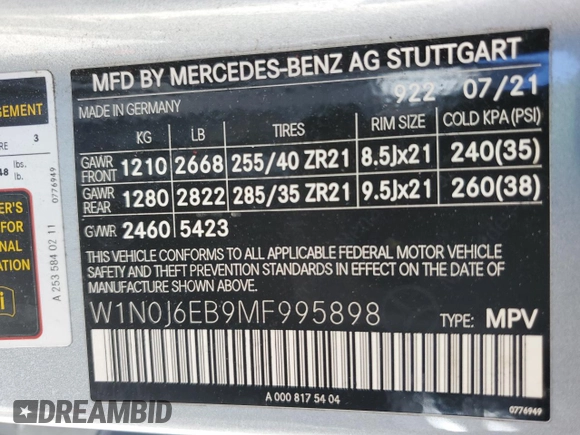 MFD BY MERCEDES-BENZ AG STUTTGART
MADE IN GERMANY 922 07/21
KG LB TIRES RIM SIZE COLD KPA (PSI)
GAWR FRONT 1210 2668 255/40 ZR21 8.5Jx21 240(35)
GAWR REAR 1280 2822 285/35 ZR21 9.5Jx21 260(38)
GVWR 2460 5423
THIS VEHICLE CONFORMS TO ALL APPLICABLE FEDERAL MOTOR VEHICLE
SAFETY AND THEFT PREVENTION STANDARDS IN EFFECT ON THE DATE OF
MANUFACTURE SHOWN ABOVE.
W1N0J6EB9MF995898 TYPE: MPV
A 000 817 54 04
0776949
3
lbs.
lb.
0776949
FOR
A 253 584 02 11
DREAMBID